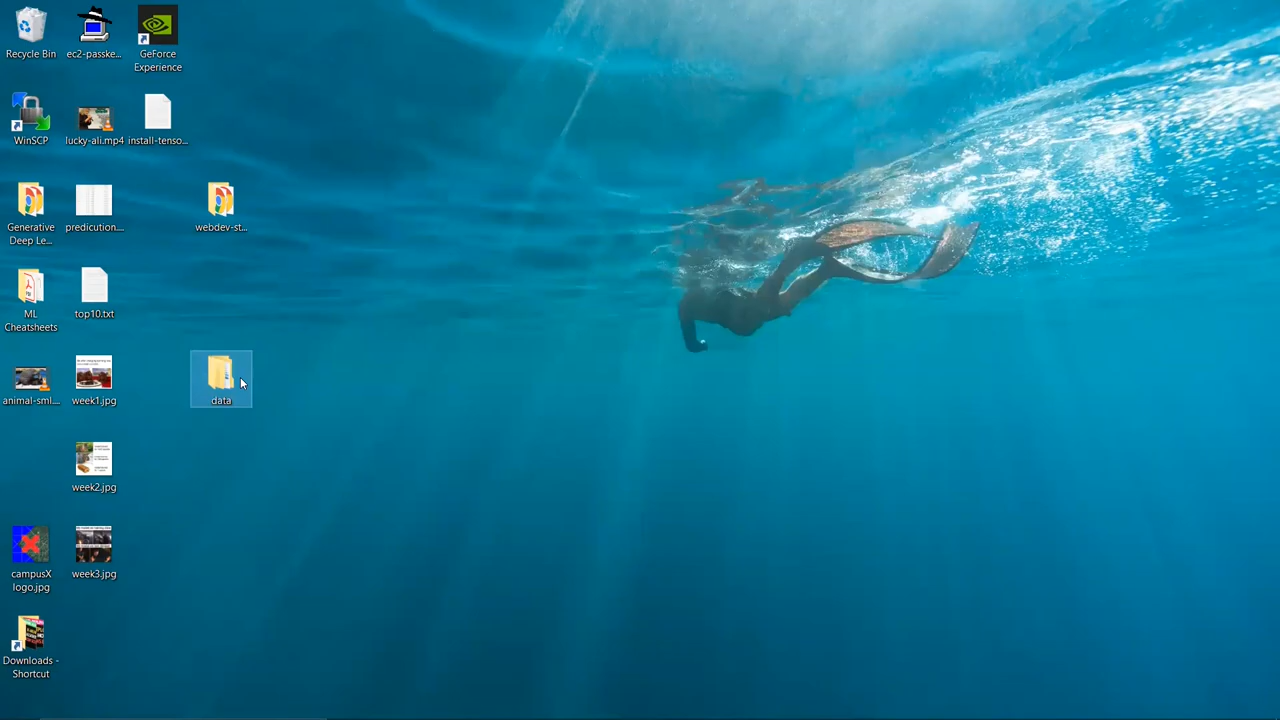 Recycle Bin
ec2-passke...
GeForce
Experience
WinSCP
lucky-ali.mp4
install-tenso...
Generative
Deep Le...
predicution....
webdev-st...
ML
Cheatsheets
top10.txt
animal-sml....
week1.jpg
data
week2.jpg
campusX
logo.jpg
week3.jpg
Downloads -
Shortcut